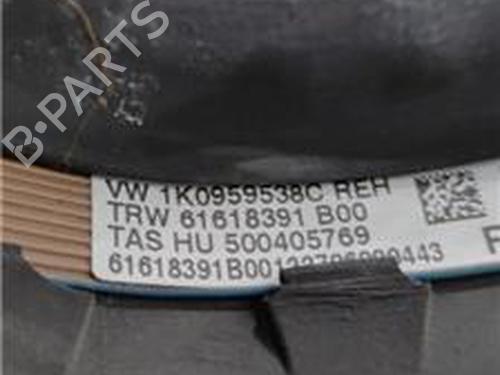 B-PARTS
VW 1K0959538C REH
TRW 61618391 B00
TAS HU 500405769
61618391B00